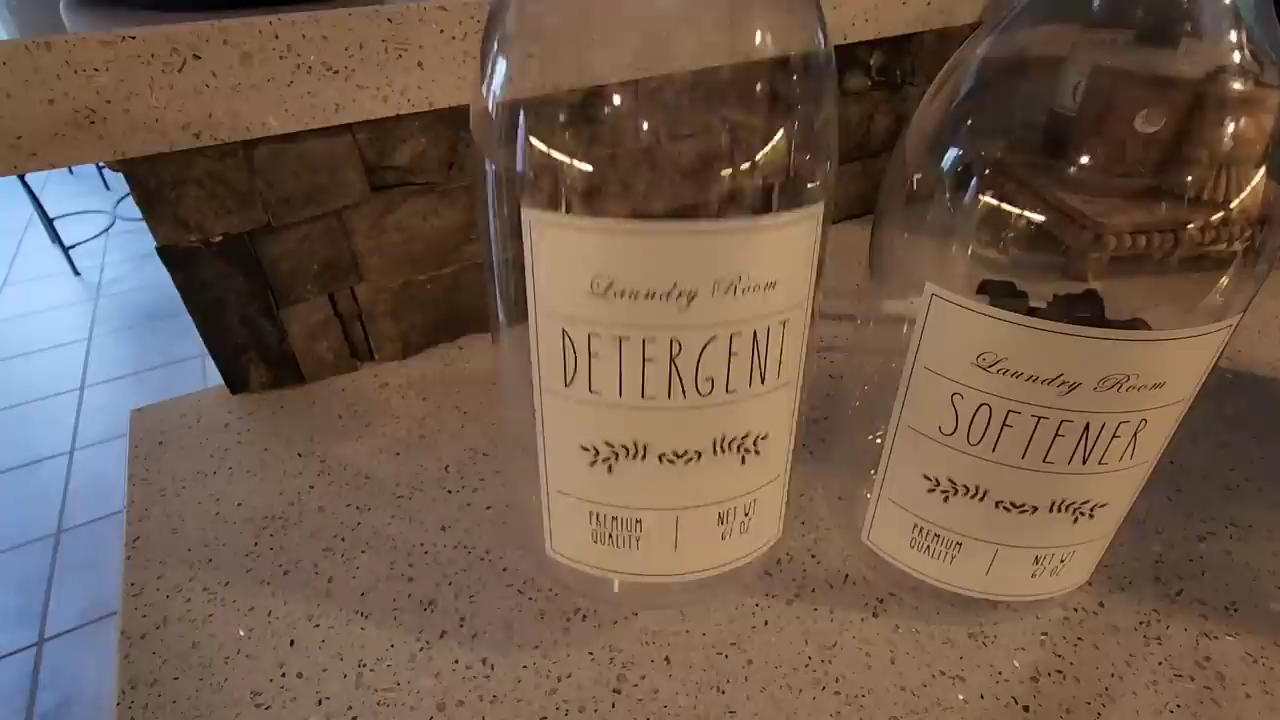 Laundry Room
DETERGENT
PREMIUM
QUALITY
NET WT
67 OZ
Laundry Room
SOFTENER
PREMIUM
QUALITY
NET WT
67 OZ